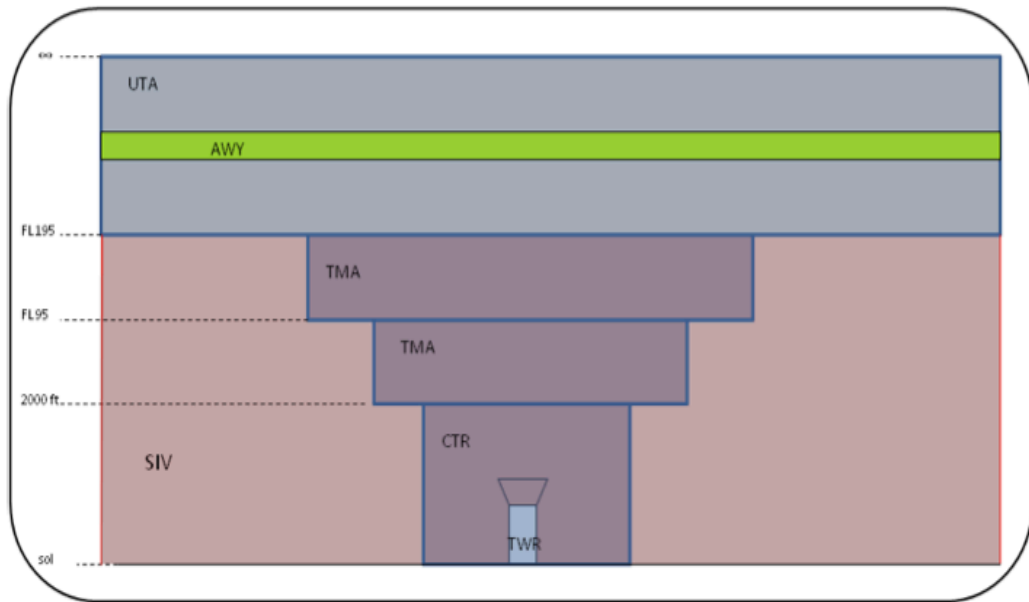 ∞
UTA
AWY
FL195
TMA
FL95
TMA
2000 ft
CTR
SIV
TWR
sol